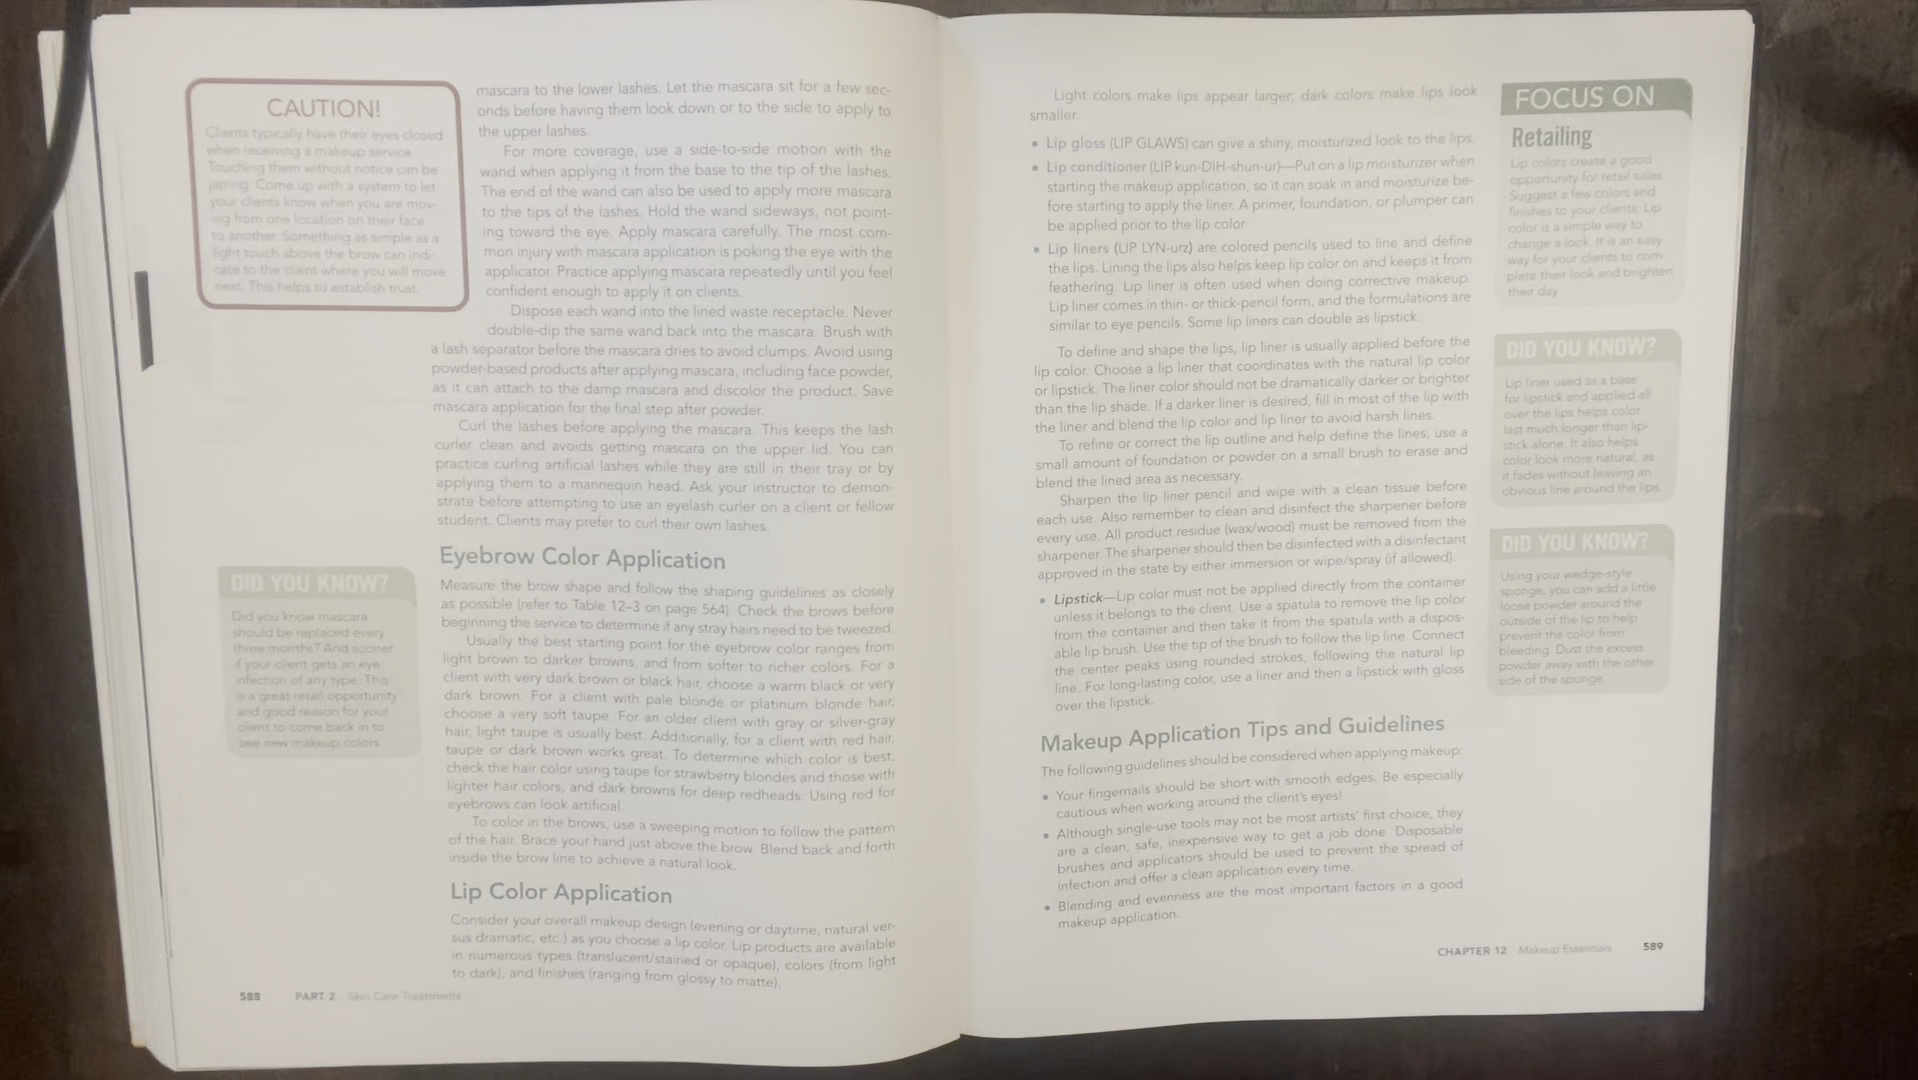 CAUTION!
Clients typically have their eyes closed
when receiving a makeup service.
Touching them without notice can be
jarring. Come up with a system to let
your clients know when you are mov-
ing from one location on their face
to another. Something as simple as a
light touch above the brow can indi-
cate to the client where you will move
next. This helps to establish trust.
mascara to the lower lashes. Let the mascara sit for a few sec-
onds before having them look down or to the side to apply to
the upper lashes.
For more coverage, use a side-to-side motion with the
wand when applying it from the base to the tip of the lashes.
The end of the wand can also be used to apply more mascara
to the tips of the lashes. Hold the wand sideways, not point-
ing toward the eye. Apply mascara carefully. The most com-
mon injury with mascara application is poking the eye with the
applicator. Practice applying mascara repeatedly until you feel
confident enough to apply it on clients.
Dispose each wand into the lined waste receptacle. Never
double-dip the same wand back into the mascara. Brush with
a lash separator before the mascara dries to avoid clumps. Avoid using
powder-based products after applying mascara, including face powder,
as it can attach to the damp mascara and discolor the product. Save
mascara application for the final step after powder.
Curl the lashes before applying the mascara. This keeps the lash
curler clean and avoids getting mascara on the upper lid. You can
practice curling artificial lashes while they are still in their tray or by
applying them to a mannequin head. Ask your instructor to demon-
strate before attempting to use an eyelash curler on a client or fellow
student. Clients may prefer to curl their own lashes.
Eyebrow Color Application
Measure the brow shape and follow the shaping guidelines as closely
as possible (refer to Table 12–3 on page 564). Check the brows before
beginning the service to determine if any stray hairs need to be tweezed.
Usually the best starting point for the eyebrow color ranges from
light brown to darker browns, and from softer to richer colors. For a
client with very dark brown or black hair, choose a warm black or very
dark brown. For a client with pale blonde or platinum blonde hair,
choose a very soft taupe. For an older client with gray or silver-gray
hair, light taupe is usually best. Additionally, for a client with red hair,
taupe or dark brown works great. To determine which color is best,
check the hair color using taupe for strawberry blondes and those with
lighter hair colors, and dark browns for deep redheads. Using red for
eyebrows can look artificial.
To color in the brows, use a sweeping motion to follow the pattern
of the hair. Brace your hand just above the brow. Blend back and forth
inside the brow line to achieve a natural look.
DID YOU KNOW?
Did you know mascara
should be replaced every
three months? And sooner
if your client gets an eye
infection of any type. This
is a great retail opportunity
and good reason for your
client to come back in to
see new makeup colors.
Lip Color Application
Consider your overall makeup design (evening or daytime, natural ver-
sus dramatic, etc.) as you choose a lip color. Lip products are available
in numerous types (translucent/stained or opaque), colors (from light
to dark), and finishes (ranging from glossy to matte).
588 PART 2 Skin Care Treatments
Light colors make lips appear larger; dark colors make lips look
smaller.
• Lip gloss (LIP GLAWS) can give a shiny, moisturized look to the lips.
• Lip conditioner (LIP kun-DIH-shun-ur)—Put on a lip moisturizer when
starting the makeup application, so it can soak in and moisturize be-
fore starting to apply the liner. A primer, foundation, or plumper can
be applied prior to the lip color.
• Lip liners (LIP LYN-urz) are colored pencils used to line and define
the lips. Lining the lips also helps keep lip color on and keeps it from
feathering. Lip liner is often used when doing corrective makeup.
Lip liner comes in thin- or thick-pencil form, and the formulations are
similar to eye pencils. Some lip liners can double as lipstick.
To define and shape the lips, lip liner is usually applied before the
lip color. Choose a lip liner that coordinates with the natural lip color
or lipstick. The liner color should not be dramatically darker or brighter
than the lip shade. If a darker liner is desired, fill in most of the lip with
the liner and blend the lip color and lip liner to avoid harsh lines.
To refine or correct the lip outline and help define the lines, use a
small amount of foundation or powder on a small brush to erase and
blend the lined area as necessary.
Sharpen the lip liner pencil and wipe with a clean tissue before
each use. Also remember to clean and disinfect the sharpener before
every use. All product residue (wax/wood) must be removed from the
sharpener. The sharpener should then be disinfected with a disinfectant
approved in the state by either immersion or wipe/spray (if allowed).
• Lipstick—Lip color must not be applied directly from the container
unless it belongs to the client. Use a spatula to remove the lip color
from the container and then take it from the spatula with a dispos-
able lip brush. Use the tip of the brush to follow the lip line. Connect
the center peaks using rounded strokes, following the natural lip
line. For long-lasting color, use a liner and then a lipstick with gloss
over the lipstick.
Makeup Application Tips and Guidelines
The following guidelines should be considered when applying makeup:
• Your fingernails should be short with smooth edges. Be especially
cautious when working around the client's eyes!
• Although single-use tools may not be most artists' first choice, they
are a clean, safe, inexpensive way to get a job done. Disposable
brushes and applicators should be used to prevent the spread of
infection and offer a clean application every time.
• Blending and evenness are the most important factors in a good
makeup application.
FOCUS ON
Retailing
Lip colors create a good
opportunity for retail sales.
Suggest a few colors and
finishes to your clients. Lip
color is a simple way to
change a look. It is an easy
way for your clients to com-
plete their look and brighten
their day.
DID YOU KNOW?
Lip liner used as a base
for lipstick and applied all
over the lips helps color
last much longer than lip-
stick alone. It also helps
color look more natural, as
it fades without leaving an
obvious line around the lips.
DID YOU KNOW?
Using your wedge-style
sponge, you can add a little
loose powder around the
outside of the lip to help
prevent the color from
bleeding. Dust the excess
powder away with the other
side of the sponge.
CHAPTER 12 Makeup Essentials 589